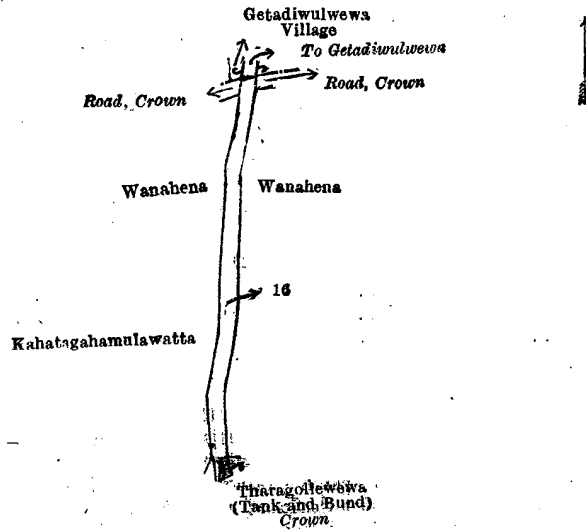 Getadiwulwewa
Village
To Getadiwulwewa
Road, Crown
Road, Crown
Wanahena
Wanahena
16
Kahatagahamulawatta
Tharagollewewa
(Tank and Bund)
Crown